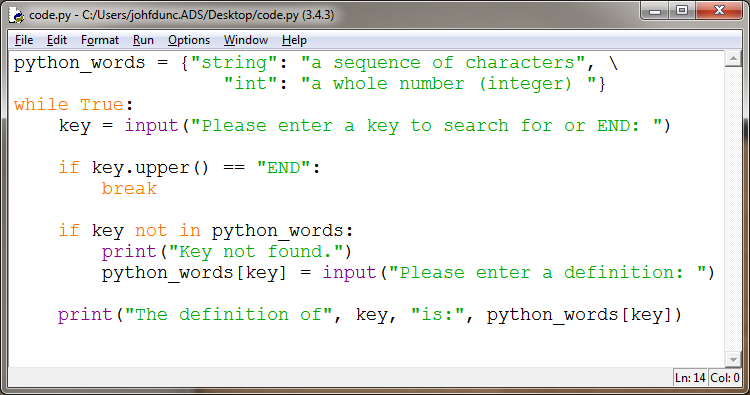 code.py - C:/Users/johfdunc.ADS/Desktop/code.py (3.4.3)
File Edit Format Run Options Window Help
python_words = {"string": "a sequence of characters", \
                   "int": "a whole number (integer) "}
while True:
    key = input("Please enter a key to search for or END: ")
    if key.upper() == "END":
        break
    if key not in python_words:
        print("Key not found.")
        python_words[key] = input("Please enter a definition: ")
    print("The definition of", key, "is:", python_words[key])
Ln: 14 Col: 0